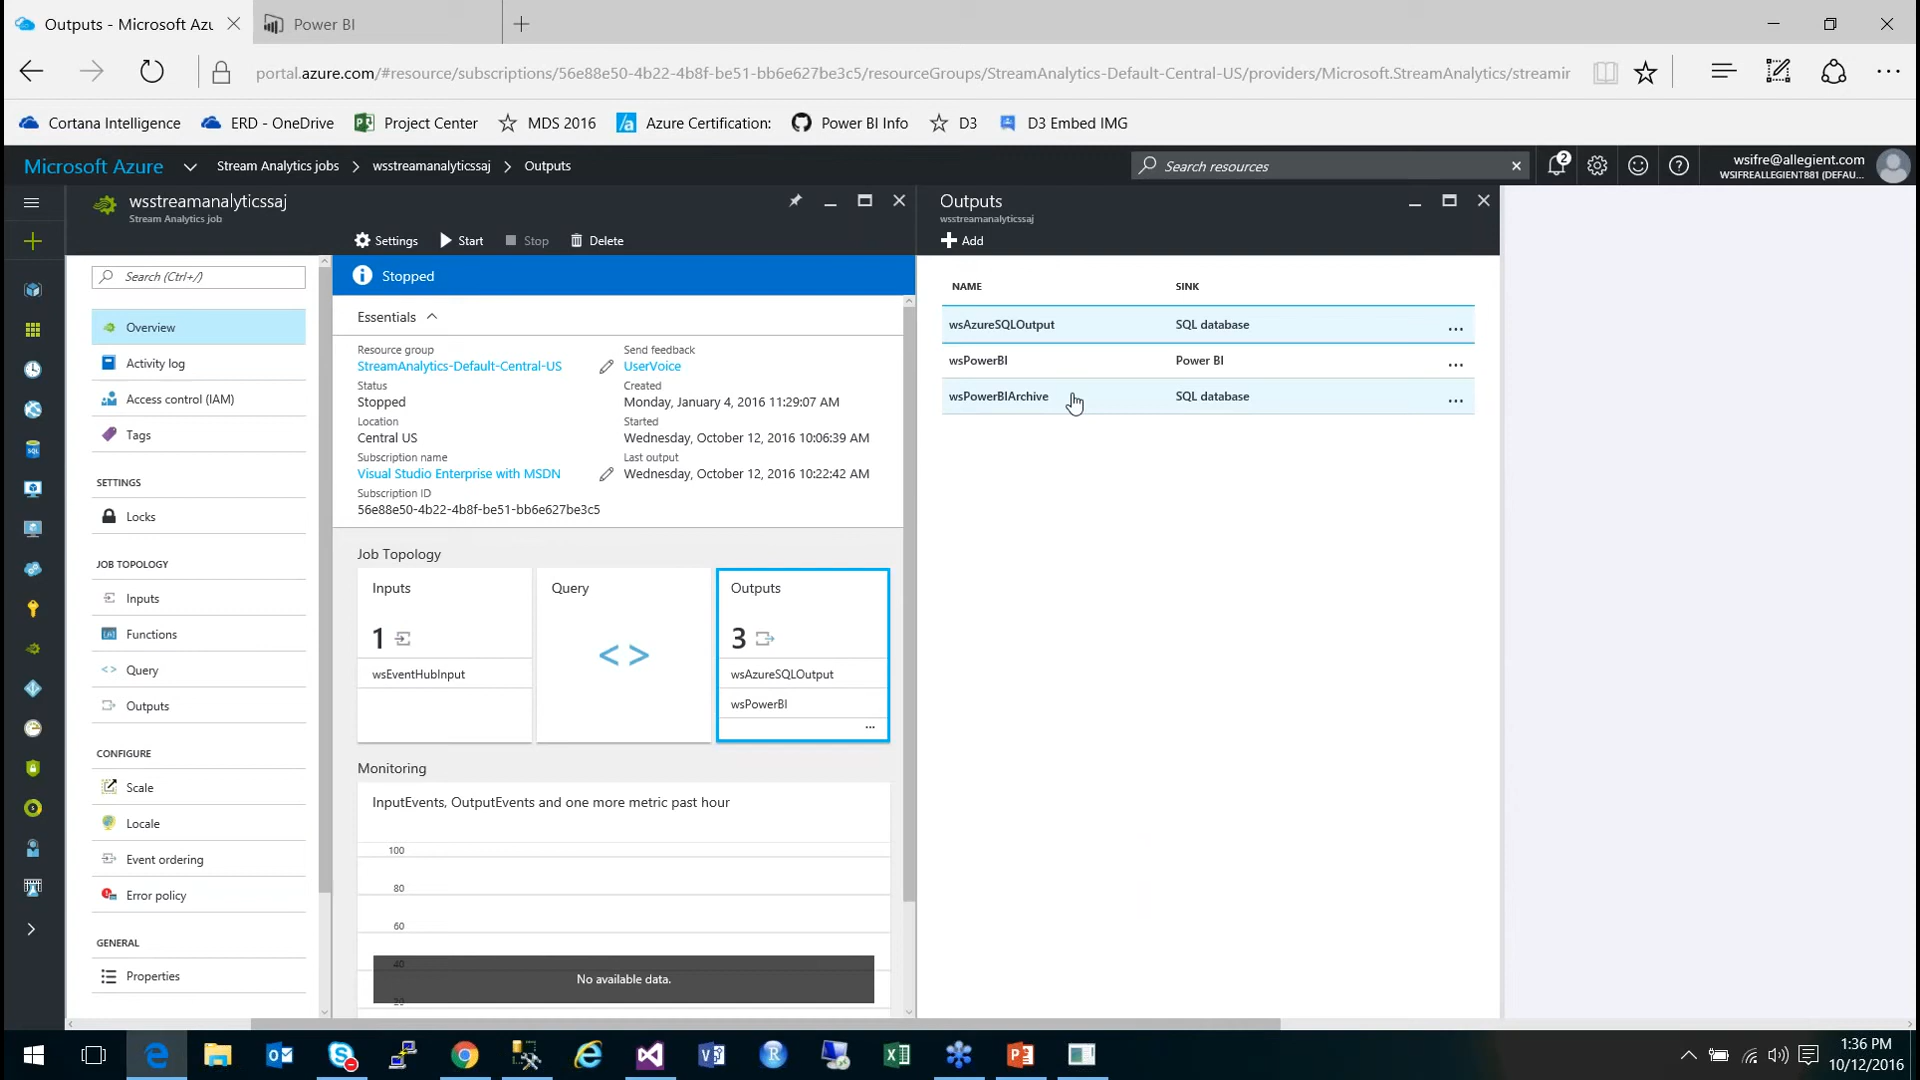 Outputs - Microsoft Azu
Power BI
portal.azure.com/#resource/subscriptions/56e88e50-4b22-4b8f-be51-bb6e627be3c5/resourceGroups/StreamAnalytics-Default-Central-US/providers/Microsoft.StreamAnalytics/streamin
Cortana Intelligence
ERD - OneDrive
Project Center
MDS 2016
Azure Certification:
Power BI Info
D3
D3 Embed IMG
Microsoft Azure
Stream Analytics jobs > wsstreamanalyticssaj > Outputs
Search resources
2
wsifre@allegient.com
WSIFREALLEGIENT881 (DEFAU...
wsstreamanalyticssaj
Stream Analytics job
Settings
Start
Stop
Delete
Search (Ctrl+/)
Overview
Activity log
Access control (IAM)
Tags
SETTINGS
Locks
JOB TOPOLOGY
Inputs
Functions
Query
Outputs
CONFIGURE
Scale
Locale
Event ordering
Error policy
GENERAL
Properties
Stopped
Essentials
Resource group
StreamAnalytics-Default-Central-US
Status
Stopped
Location
Central US
Subscription name
Visual Studio Enterprise with MSDN
Subscription ID
56e88e50-4b22-4b8f-be51-bb6e627be3c5
Send feedback
UserVoice
Created
Monday, January 4, 2016 11:29:07 AM
Started
Wednesday, October 12, 2016 10:06:39 AM
Last output
Wednesday, October 12, 2016 10:22:42 AM
Job Topology
Inputs
1
wsEventHubInput
Query
< >
Outputs
3
wsAzureSQLOutput
wsPowerBI
...
Monitoring
InputEvents, OutputEvents and one more metric past hour
100
80
60
40
20
No available data.
Outputs
wsstreamanalyticssaj
Add
NAME SINK
wsAzureSQLOutput SQL database ...
wsPowerBI Power BI ...
wsPowerBIArchive SQL database ...
1:36 PM
10/12/2016